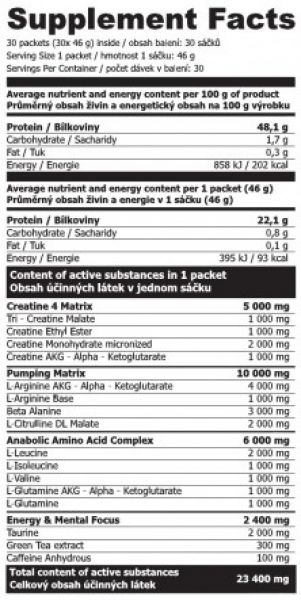 Supplement Facts
30 packets (30x 46 g) inside / obsah balení: 30 sáčků
Serving Size 1 packet / hmotnost 1 sáčku: 46 g
Servings Per Container / počet dávek v balení: 30
Average nutrient and energy content per 100 g of product
Průměrný obsah živin a energetický obsah na 100 g výrobku
Protein / Bílkoviny 48,1 g
Carbohydrate / Sacharidy 1,7 g
Fat / Tuk 0,3 g
Energy / Energie 858 kJ / 202 kcal
Average nutrient and energy content per 1 packet (46 g)
Průměrný obsah živin a energie v 1 sáčku (46 g)
Protein / Bílkoviny 22,1 g
Carbohydrate / Sacharidy 0,8 g
Fat / Tuk 0,1 g
Energy / Energie 395 kJ / 93 kcal
Content of active substances in 1 packet
Obsah účinných látek v jednom sáčku
Creatine 4 Matrix 5 000 mg
Tri - Creatine Malate 1 000 mg
Creatine Ethyl Ester 1 000 mg
Creatine Monohydrate micronized 2 000 mg
Creatine AKG - Alpha - Ketoglutarate 1 000 mg
Pumping Matrix 10 000 mg
L-Arginine AKG - Alpha - Ketoglutarate 4 000 mg
L-Arginine Base 1 000 mg
Beta Alanine 3 000 mg
L-Citrulline DL Malate 2 000 mg
Anabolic Amino Acid Complex 6 000 mg
L-Leucine 2 000 mg
L-Isoleucine 1 000 mg
L-Valine 1 000 mg
L-Glutamine AKG - Alpha - Ketoglutarate 1 000 mg
L-Glutamine 1 000 mg
Energy & Mental Focus 2 400 mg
Taurine 2 000 mg
Green Tea extract 300 mg
Caffeine Anhydrous 100 mg
Total content of active substances
Celkový obsah účinných látek 23 400 mg